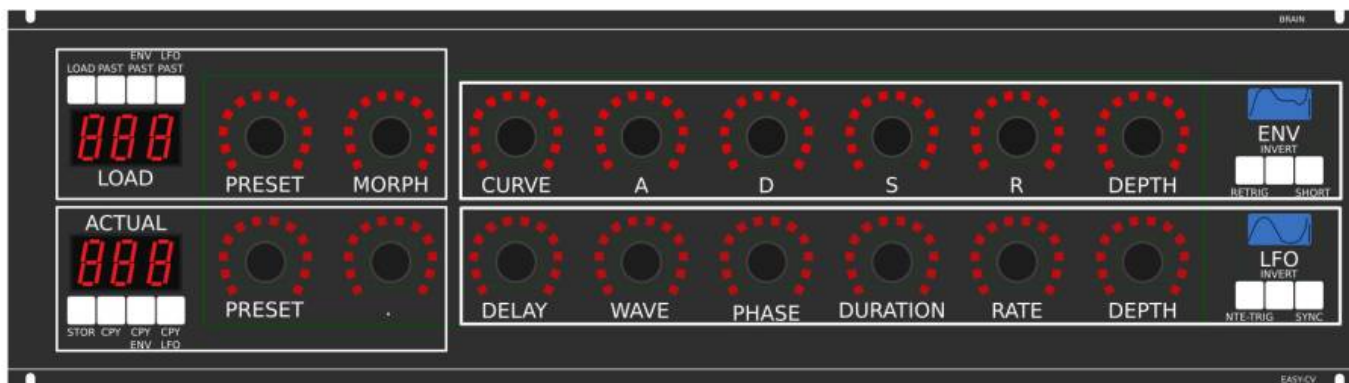 BRAIN
ENV LFO
LOAD PAST PAST PAST
888
LOAD
PRESET MORPH
CURVE A D S R DEPTH
ENV
INVERT
RETRIG SHORT
ACTUAL
888
STOR CPY CPY CPY
ENV LFO
PRESET .
DELAY WAVE PHASE DURATION RATE DEPTH
LFO
INVERT
NTE-TRIG SYNC
EASY-CV